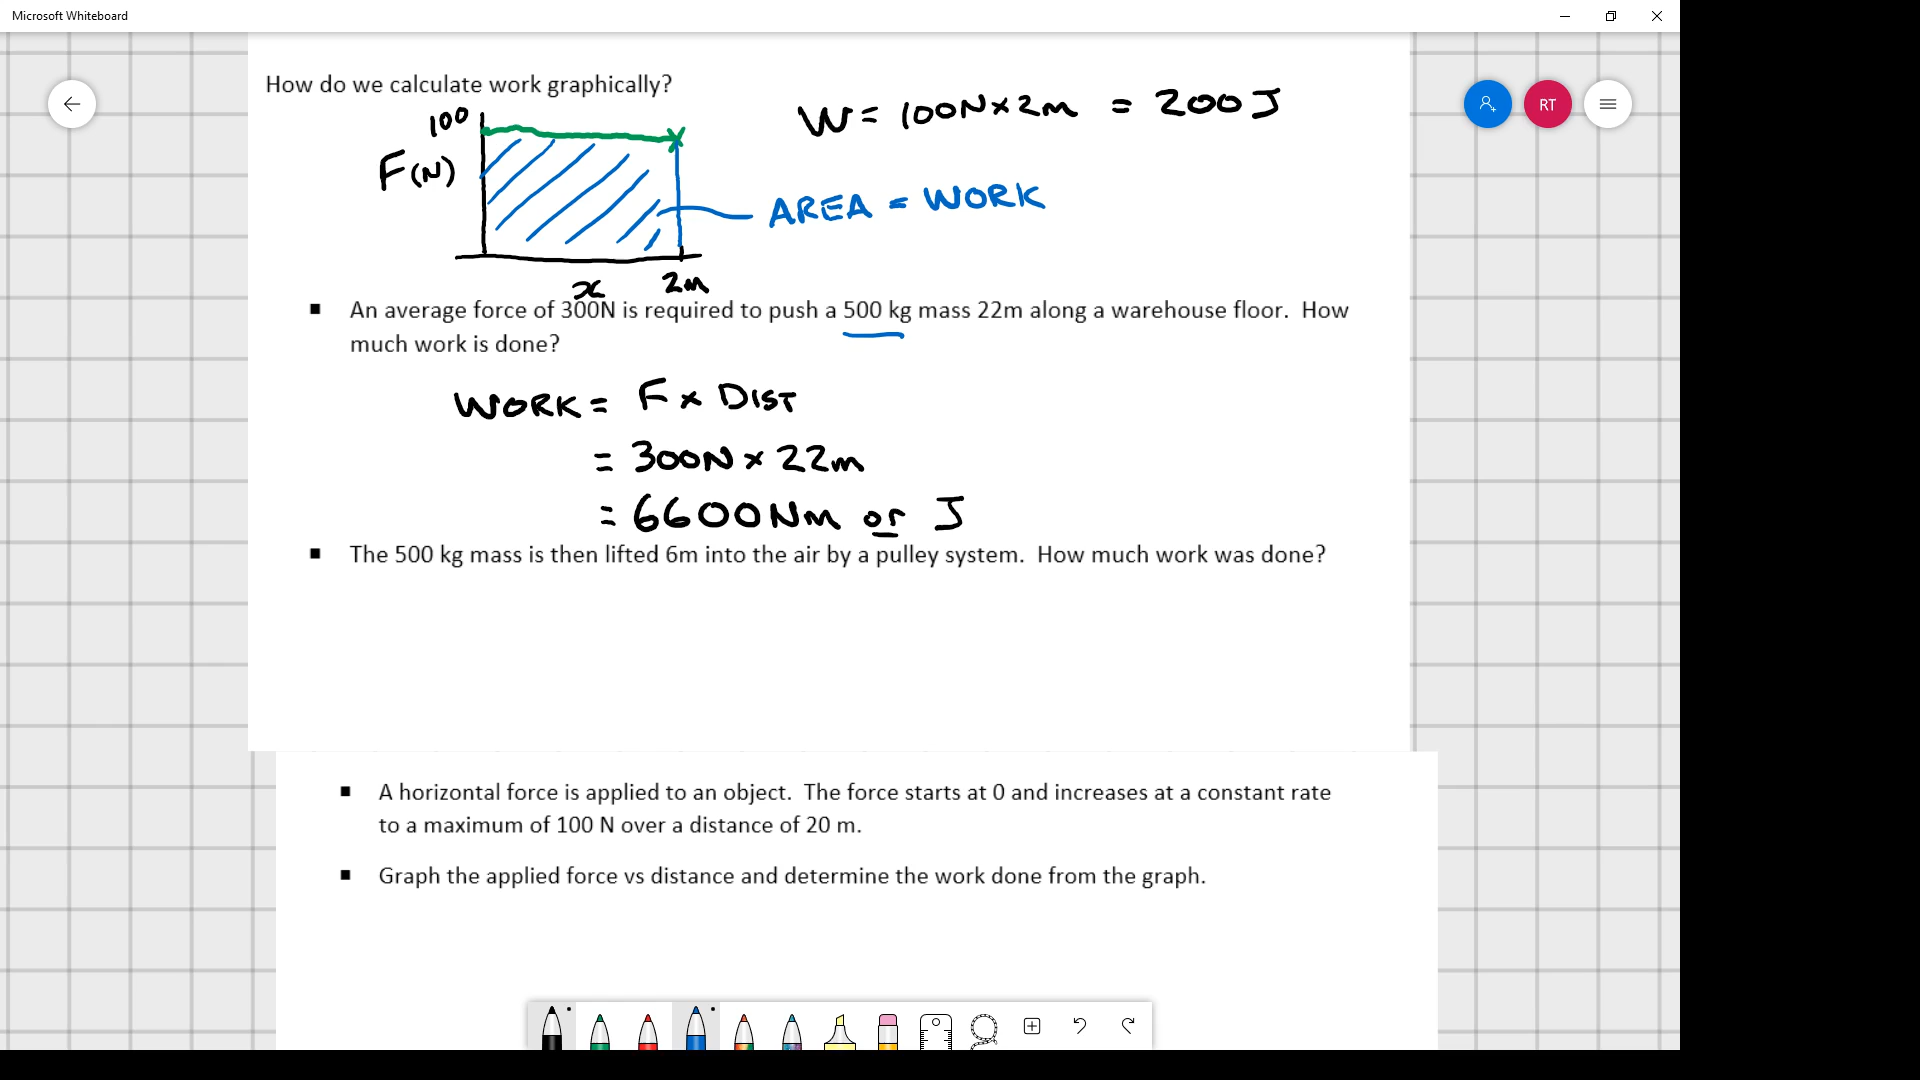 Microsoft Whiteboard
How do we calculate work graphically?
W = 100N × 2m = 200J
100
F(N)
AREA = WORK
x 2m
RT
▪ An average force of 300N is required to push a 500 kg mass 22m along a warehouse floor. How
much work is done?
WORK = F × DIST
= 300N × 22m
= 6600Nm or J
▪ The 500 kg mass is then lifted 6m into the air by a pulley system. How much work was done?
▪ A horizontal force is applied to an object. The force starts at 0 and increases at a constant rate
to a maximum of 100 N over a distance of 20 m.
▪ Graph the applied force vs distance and determine the work done from the graph.